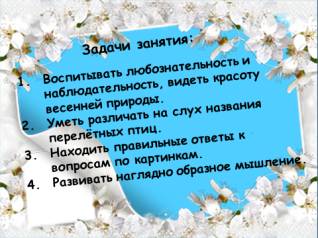 Задачи занятия:
1. Воспитывать любознательность и
наблюдательность, видеть красоту
весенней природы.
2. Уметь различать на слух названия
перелётных птиц.
3. Находить правильные ответы к
вопросам по картинкам.
4. Развивать наглядно образное мышление.